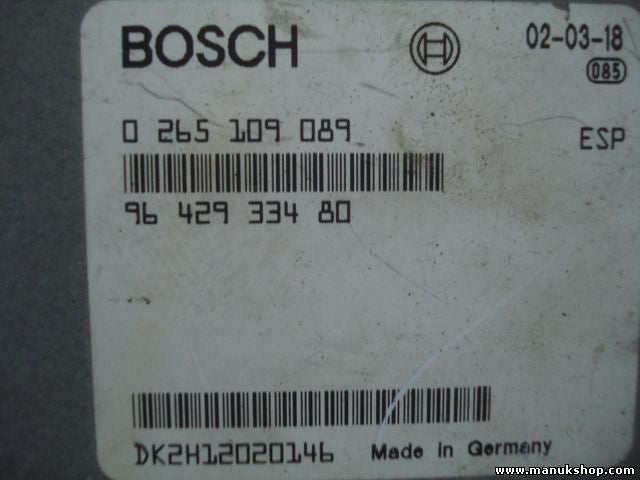 BOSCH
02-03-18
085
0 265 109 089
ESP
96 429 334 80
DK2H12020146
Made in Germany
www.manukshop.com